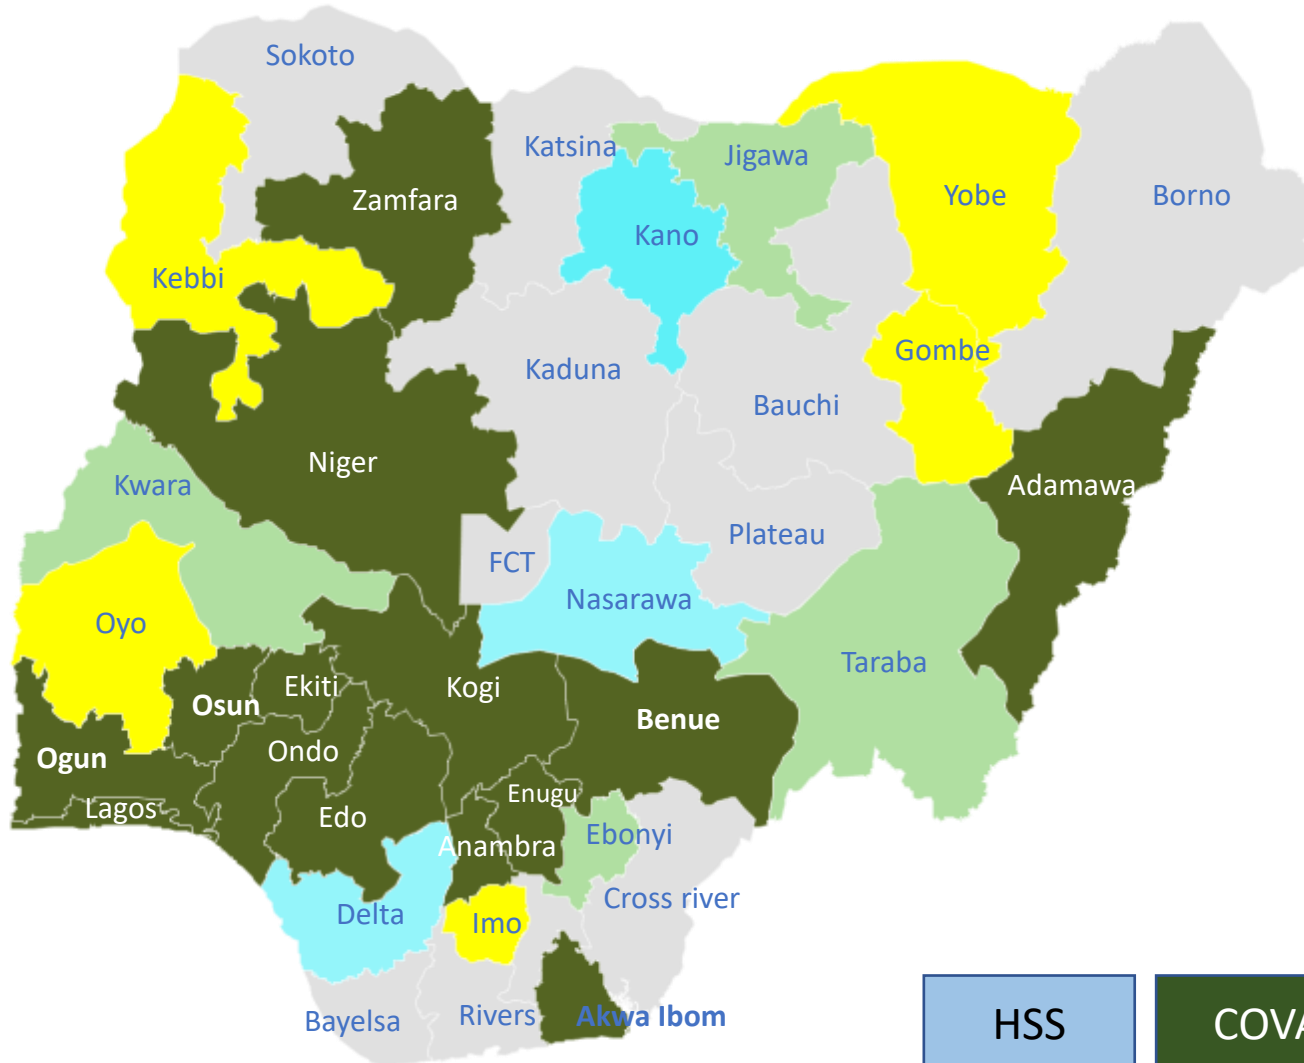 Sokoto
Katsina
Jigawa
Zamfara
Yobe
Borno
Kano
Kebbi
Gombe
Kaduna
Bauchi
Niger
Kwara
Adamawa
Plateau
FCT
Nasarawa
Oyo
Taraba
Ekiti
Kogi
Osun
Benue
Ondo
Ogun
Enugu
Lagos
Edo
Ebonyi
Anambra
Cross river
Delta
Imo
Rivers
Akwa Ibom
Bayelsa
HSS
COVA